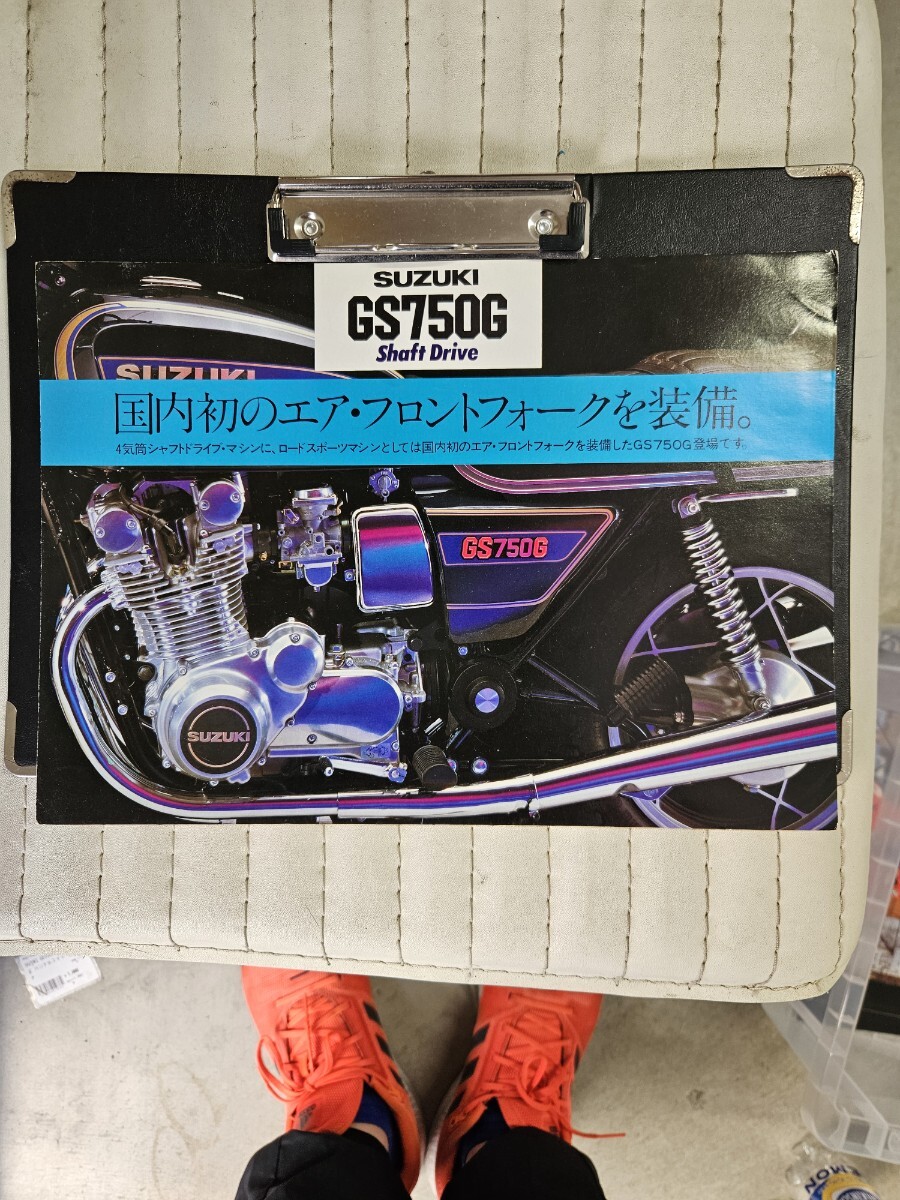 SUZUKI
GS750G
Shaft Drive
SUZUKI
国内初のエア・フロントフォークを装備。
4気筒シャフトドライブ・マシンに、ロードスポーツマシンとしては国内初のエア・フロントフォークを装備したGS750G登場です。
GS750G
SUZUKI